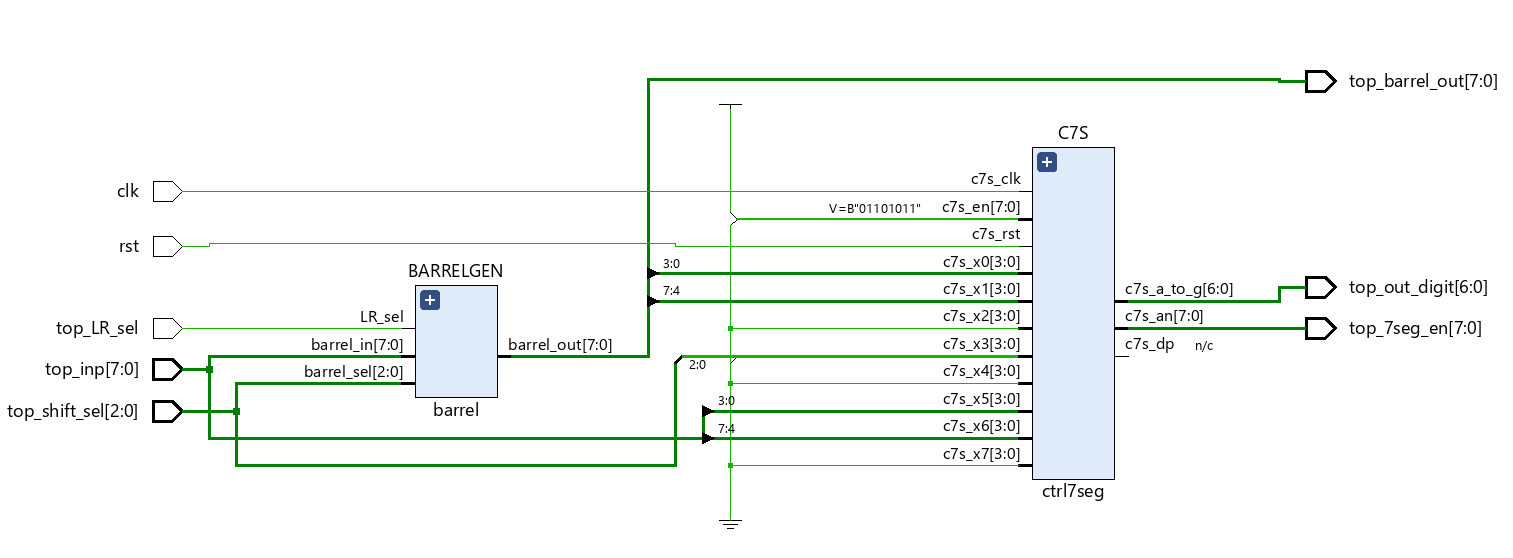 top_barrel_out[7:0]
C7S
clk
c7s_clk
V=B"01101011"
c7s_en[7:0]
rst
c7s_rst
BARRELGEN
3:0
c7s_x0[3:0]
7:4
c7s_x1[3:0]
c7s_a_to_g[6:0]
top_out_digit[6:0]
top_LR_sel
LR_sel
c7s_x2[3:0]
c7s_an[7:0]
top_7seg_en[7:0]
barrel_in[7:0]
barrel_out[7:0]
c7s_x3[3:0]
c7s_dp
n/c
top_inp[7:0]
barrel_sel[2:0]
2:0
c7s_x4[3:0]
top_shift_sel[2:0]
barrel
3:0
c7s_x5[3:0]
7:4
c7s_x6[3:0]
c7s_x7[3:0]
ctrl7seg